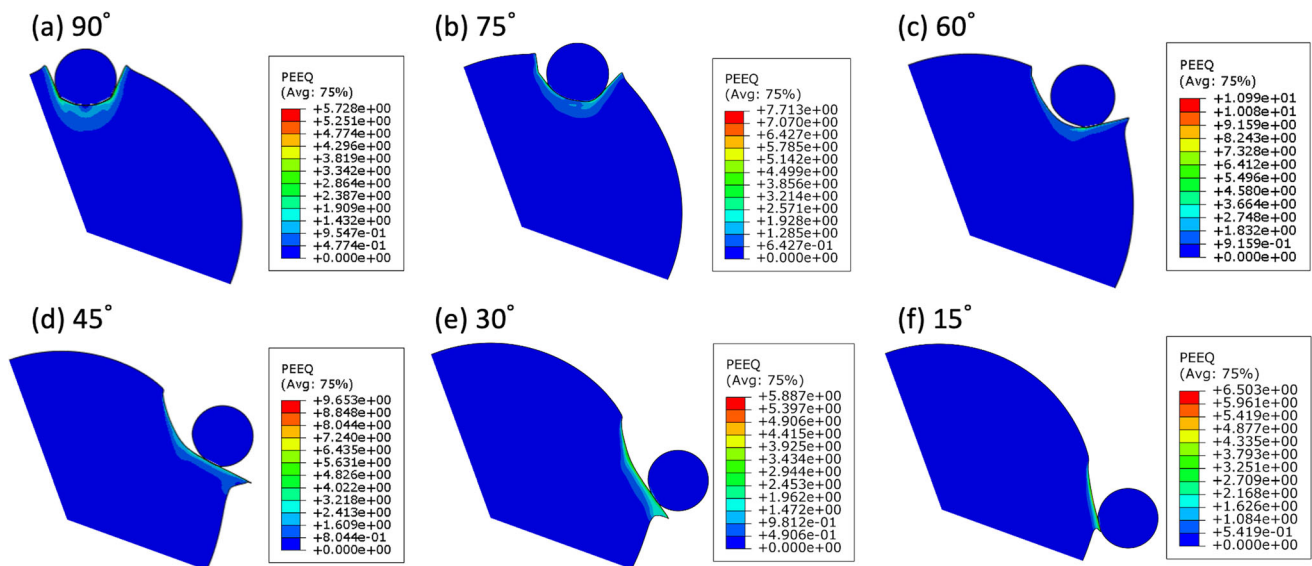 (a) 90°
PEEQ
(Avg: 75%)
+5.728e+00
+5.251e+00
+4.774e+00
+4.296e+00
+3.819e+00
+3.342e+00
+2.864e+00
+2.387e+00
+1.909e+00
+1.432e+00
+9.547e-01
+4.774e-01
+0.000e+00
(b) 75°
PEEQ
(Avg: 75%)
+7.713e+00
+7.070e+00
+6.427e+00
+5.785e+00
+5.142e+00
+4.499e+00
+3.856e+00
+3.214e+00
+2.571e+00
+1.928e+00
+1.285e+00
+6.427e-01
+0.000e+00
(c) 60°
PEEQ
(Avg: 75%)
+1.099e+01
+1.008e+01
+9.159e+00
+8.243e+00
+7.328e+00
+6.412e+00
+5.496e+00
+4.580e+00
+3.664e+00
+2.748e+00
+1.832e+00
+9.159e-01
+0.000e+00
(d) 45°
PEEQ
(Avg: 75%)
+9.653e+00
+8.848e+00
+8.044e+00
+7.240e+00
+6.435e+00
+5.631e+00
+4.826e+00
+4.022e+00
+3.218e+00
+2.413e+00
+1.609e+00
+8.044e-01
+0.000e+00
(e) 30°
PEEQ
(Avg: 75%)
+5.887e+00
+5.397e+00
+4.906e+00
+4.415e+00
+3.925e+00
+3.434e+00
+2.944e+00
+2.453e+00
+1.962e+00
+1.472e+00
+9.812e-01
+4.906e-01
+0.000e+00
(f) 15°
PEEQ
(Avg: 75%)
+6.503e+00
+5.961e+00
+5.419e+00
+4.877e+00
+4.335e+00
+3.793e+00
+3.251e+00
+2.709e+00
+2.168e+00
+1.626e+00
+1.084e+00
+5.419e-01
+0.000e+00